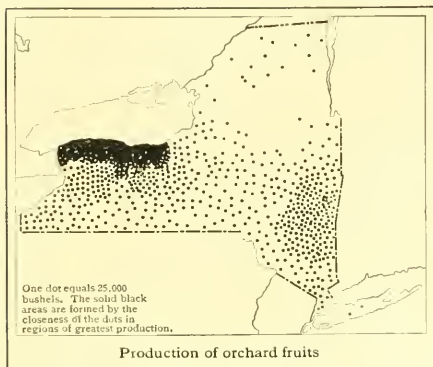 One dot equals 25,000
bushels. The solid black
areas are formed by the
closeness of the dots in
regions of greatest production.
Production of orchard fruits